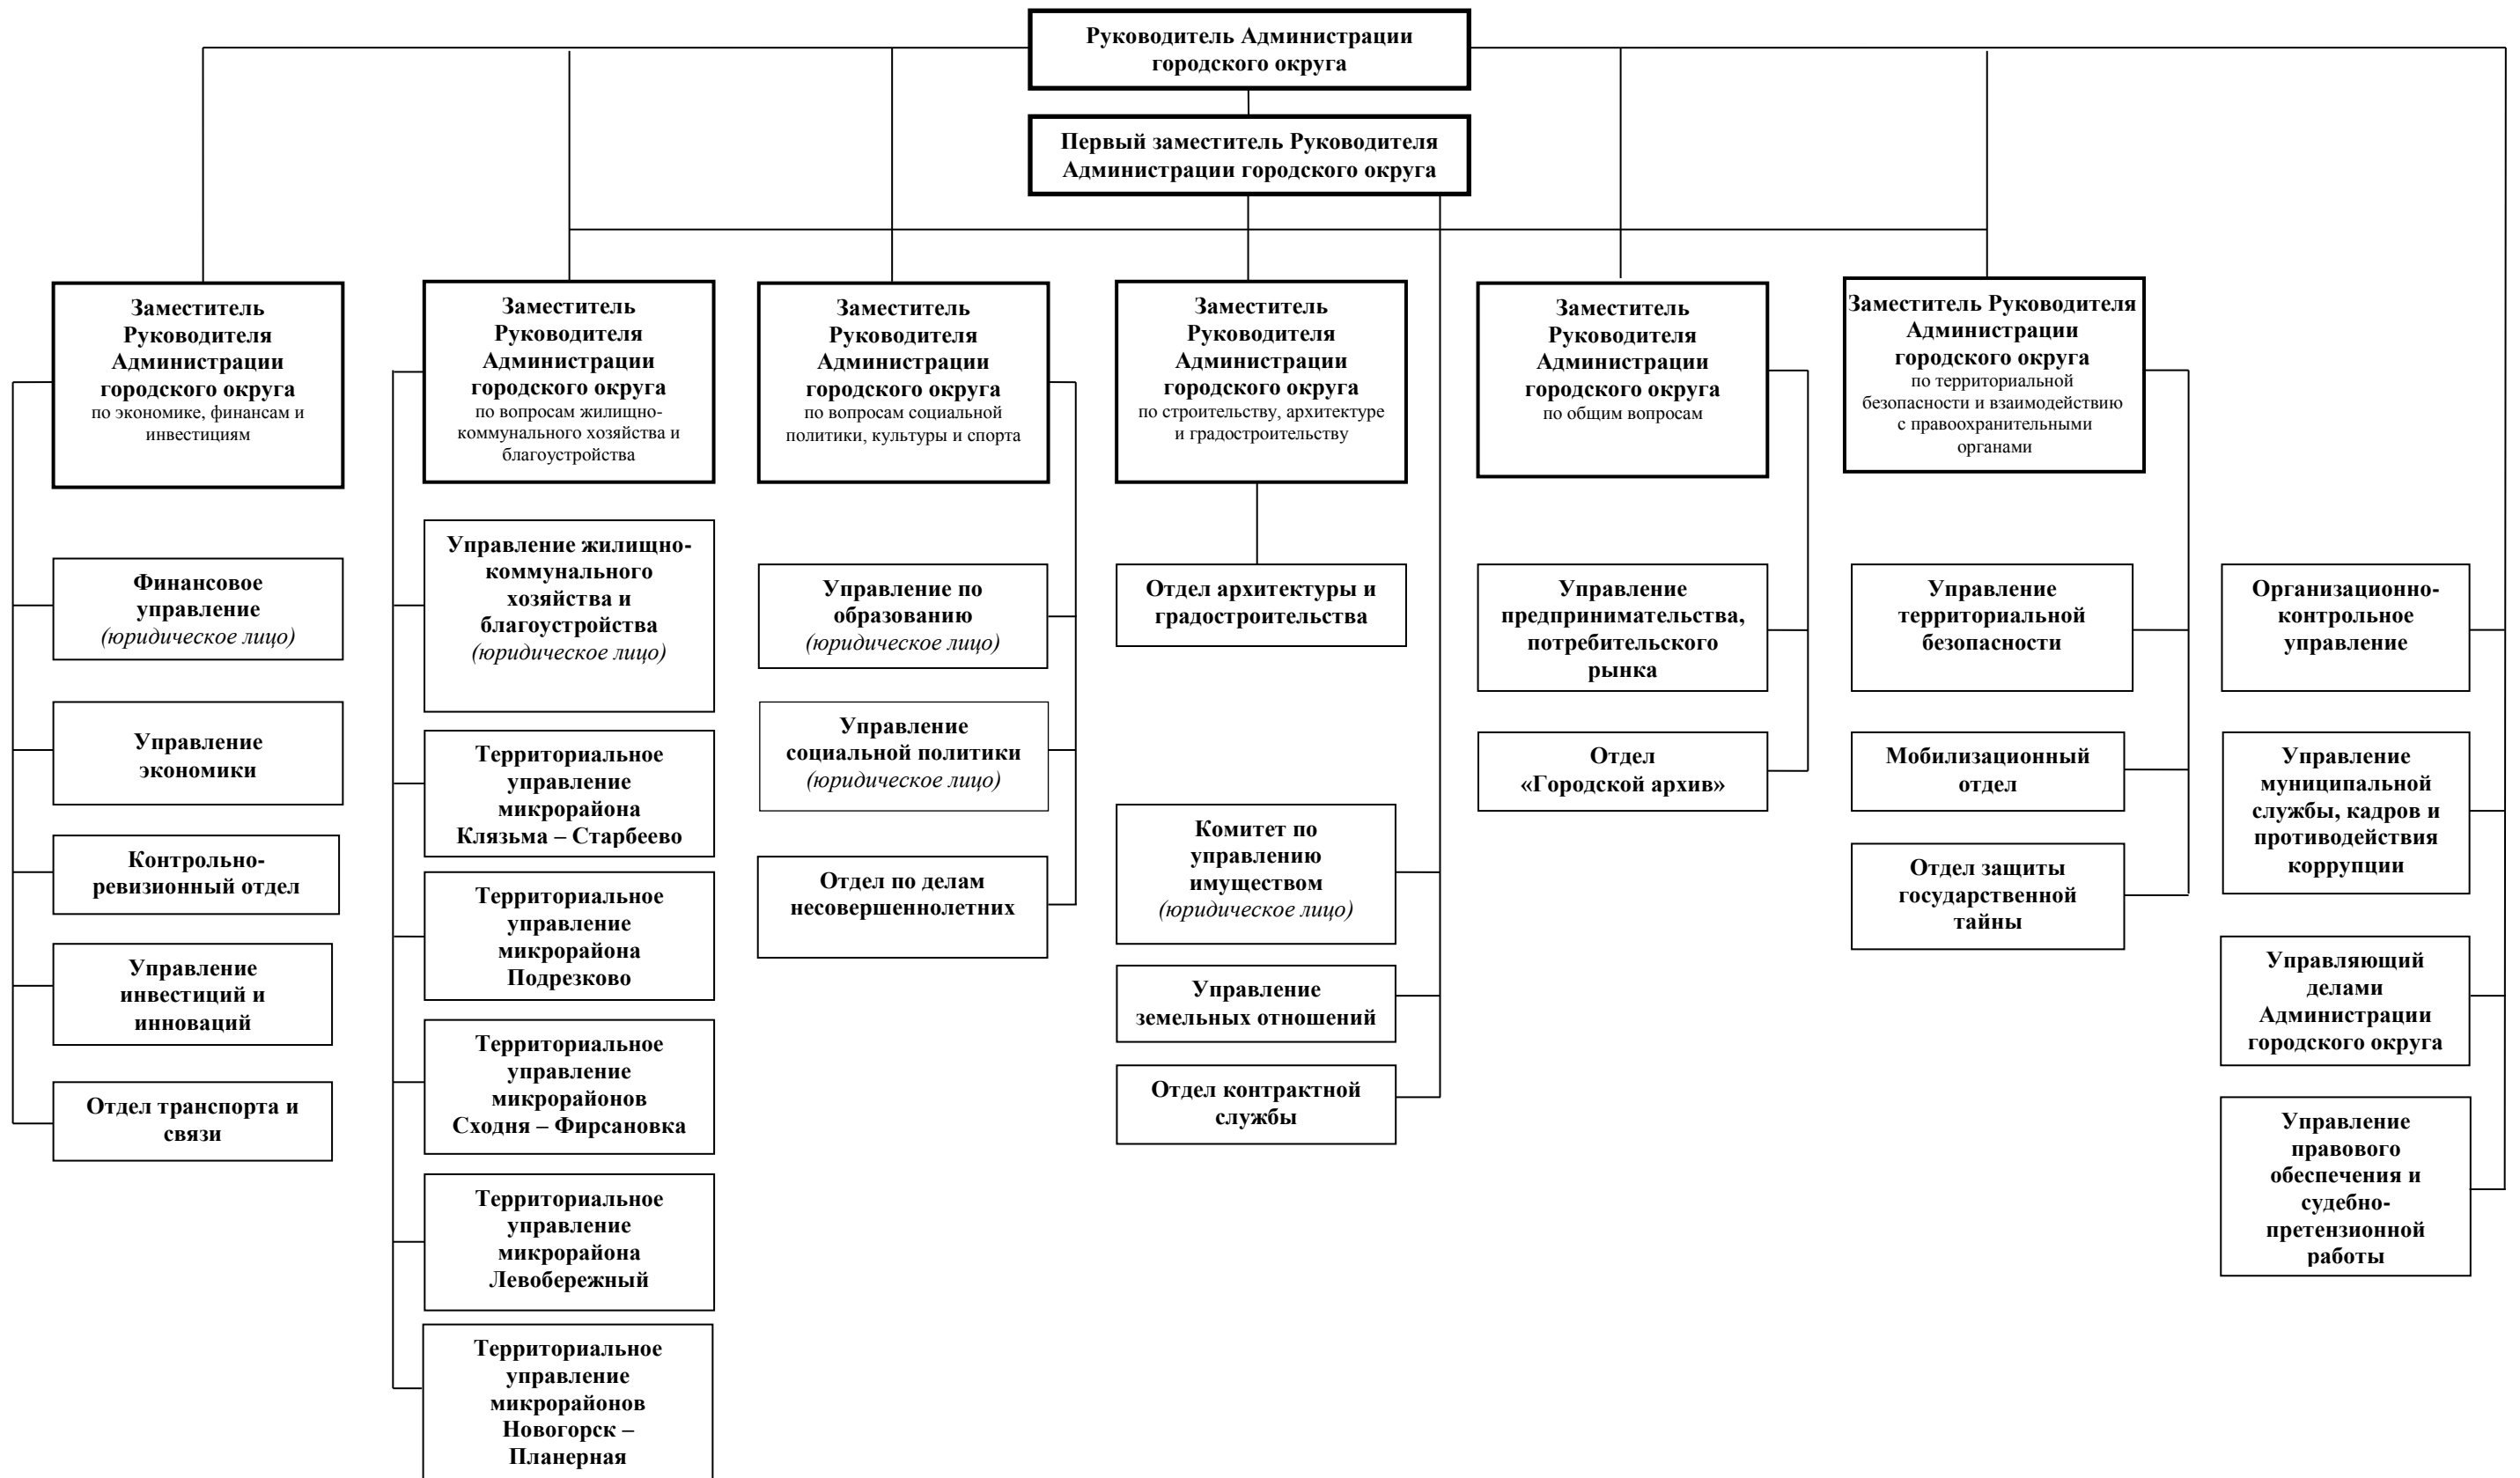 Руководитель Администрации
городского округа
Первый заместитель Руководителя
Администрации городского округа
Заместитель
Руководителя
Администрации
городского округа
по экономике, финансам и
инвестициям
Заместитель
Руководителя
Администрации
городского округа
по вопросам жилищно-
коммунального хозяйства и
благоустройства
Заместитель
Руководителя
Администрации
городского округа
по вопросам социальной
политики, культуры и спорта
Заместитель
Руководителя
Администрации
городского округа
по строительству, архитектуре
и градостроительству
Заместитель
Руководителя
Администрации
городского округа
по общим вопросам
Заместитель Руководителя
Администрации
городского округа
по территориальной
безопасности и взаимодействию
с правоохранительными
органами
Финансовое
управление
(юридическое лицо)
Управление
экономики
Контрольно-
ревизионный отдел
Управление
инвестиций и
инноваций
Отдел транспорта и
связи
Управление жилищно-
коммунального
хозяйства и
благоустройства
(юридическое лицо)
Территориальное
управление
микрорайона
Клязьма – Старбеево
Территориальное
управление
микрорайона
Подрезково
Территориальное
управление
микрорайонов
Сходня – Фирсановка
Территориальное
управление
микрорайона
Левобережный
Территориальное
управление
микрорайонов
Новогорск –
Планерная
Управление по
образованию
(юридическое лицо)
Управление
социальной политики
(юридическое лицо)
Отдел по делам
несовершеннолетних
Отдел архитектуры и
градостроительства
Комитет по
управлению
имуществом
(юридическое лицо)
Управление
земельных отношений
Отдел контрактной
службы
Управление
предпринимательства,
потребительского
рынка
Отдел
«Городской архив»
Управление
территориальной
безопасности
Мобилизационный
отдел
Отдел защиты
государственной
тайны
Организационно-
контрольное
управление
Управление
муниципальной
службы, кадров и
противодействия
коррупции
Управляющий
делами
Администрации
городского округа
Управление
правового
обеспечения и
судебно-
претензионной
работы